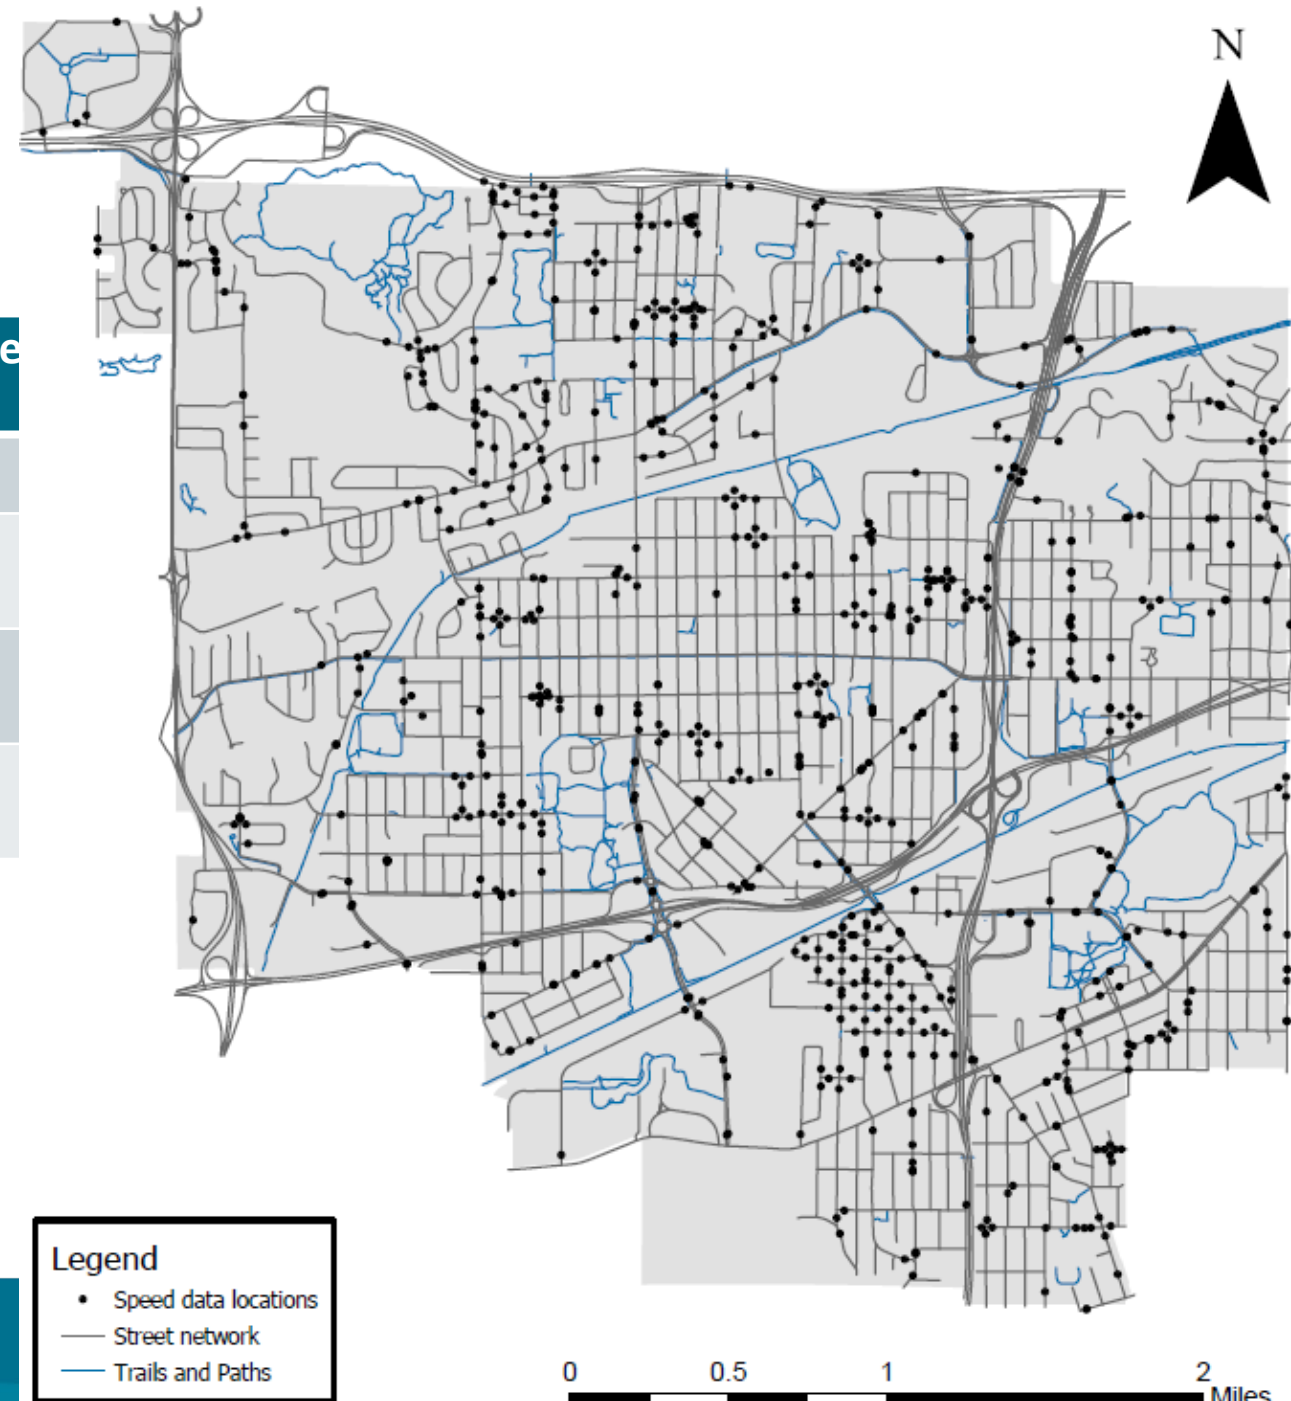 N
e
Legend
Speed data locations
Street network
Trails and Paths
0 0.5 1 2
Miles